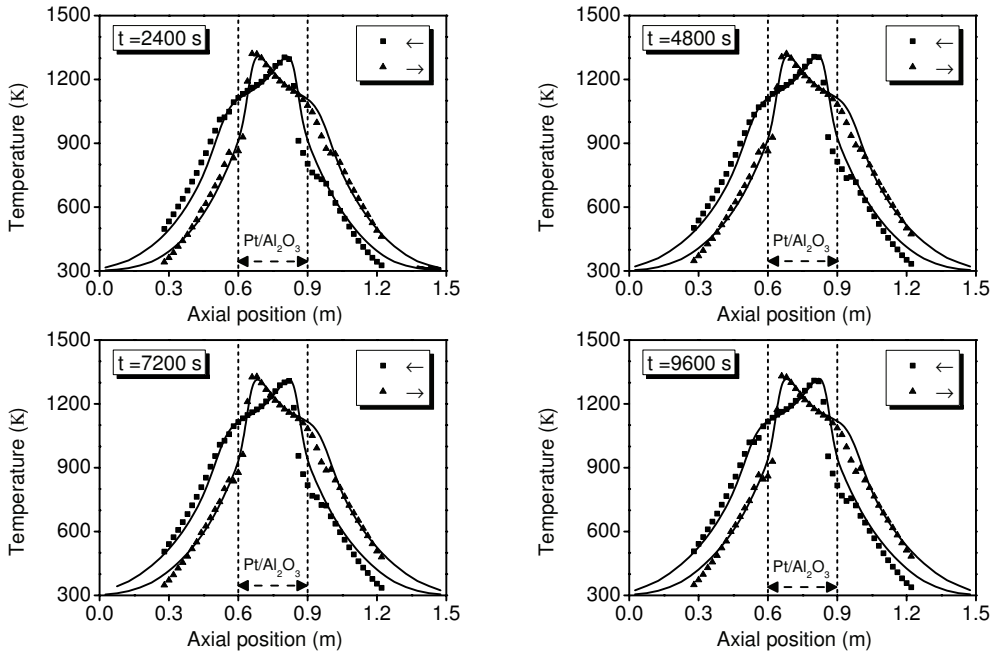 1500
1200
900
600
300
Temperature (K)
t =2400 s
←
→
Pt/Al₂O₃
0.0 0.3 0.6 0.9 1.2 1.5
Axial position (m)
1500
1200
900
600
300
Temperature (K)
t =4800 s
←
→
Pt/Al₂O₃
0.0 0.3 0.6 0.9 1.2 1.5
Axial position (m)
1500
1200
900
600
300
Temperature (K)
t =7200 s
←
→
Pt/Al₂O₃
0.0 0.3 0.6 0.9 1.2 1.5
Axial position (m)
1500
1200
900
600
300
Temperature (K)
t =9600 s
←
→
Pt/Al₂O₃
0.0 0.3 0.6 0.9 1.2 1.5
Axial position (m)